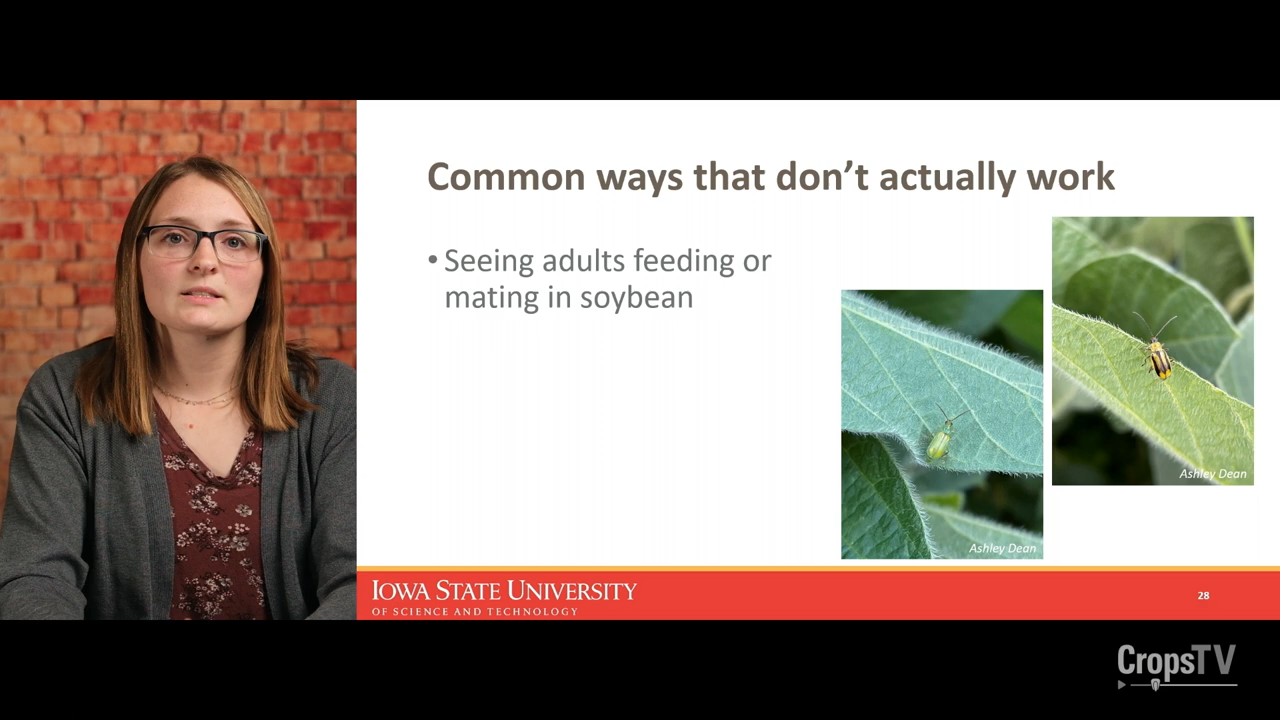 Common ways that don't actually work
• Seeing adults feeding or
mating in soybean
Ashley Dean
Ashley Dean
IOWA STATE UNIVERSITY
OF SCIENCE AND TECHNOLOGY
28
CropsTV